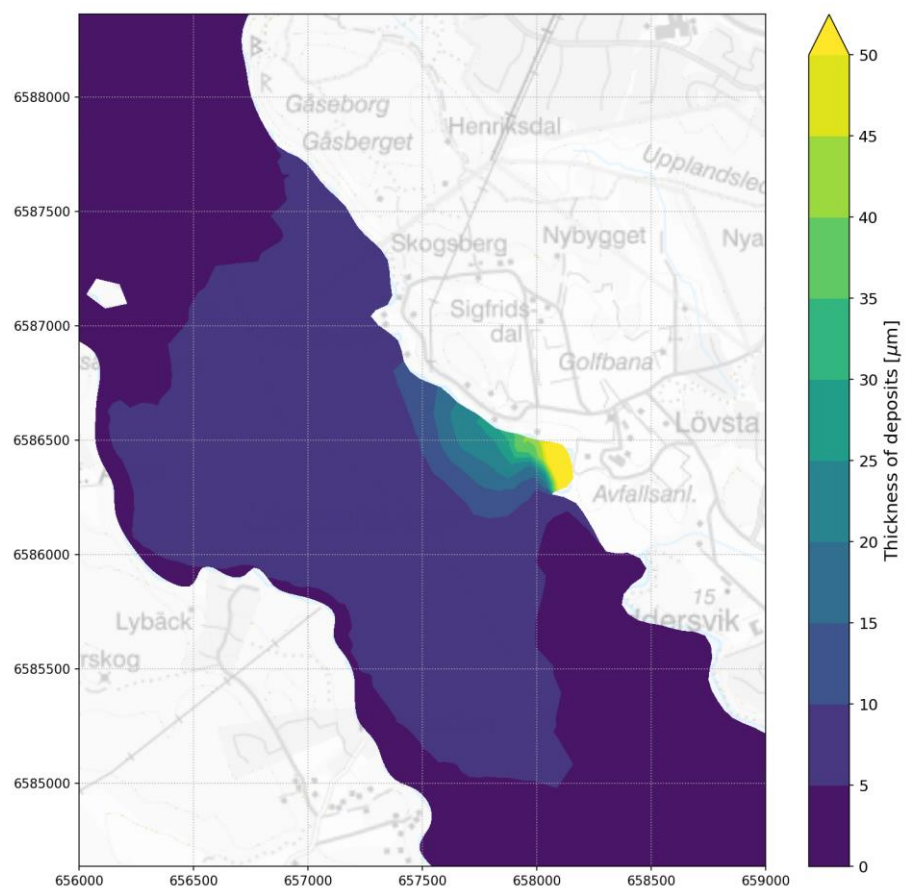 6588000
6587500
6587000
6586500
6586000
6585500
6585000
656000 656500 657000 657500 658000 658500 659000
R
Gåseborg
Gåsberget
Henriksdal
Upplandsled
Skogsberg
Nybygget
Nya
Sigfrids-
dal
Golfbana
Lövsta
Avfallsanl.
15
ldersvik
Lybäck
rskog
50
45
40
35
30
25
20
15
10
5
0
Thickness of deposits [μm]